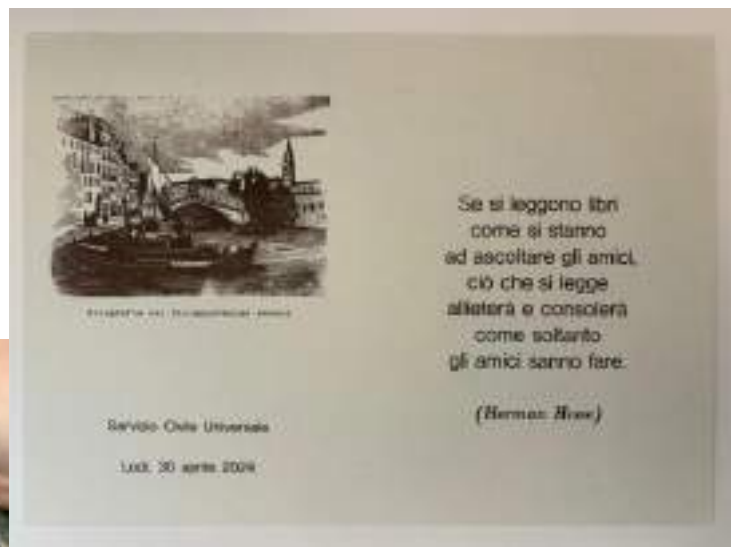 Servizio Civile Universale
Lodi, 30 aprile 2024
Se si leggono libri
come si stanno
ad ascoltare gli amici,
ciò che si legge
allieterà e consolerà
come soltanto
gli amici sanno fare.
(Herman Hesse)